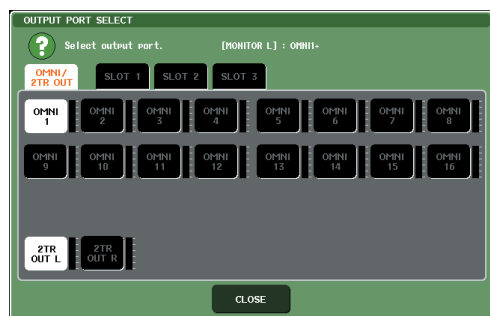 OUTPUT PORT SELECT
? Select output port. [MONITOR L] : OMNI1+
OMNI/
2TR OUT
SLOT 1
SLOT 2
SLOT 3
OMNI
1
OMNI
2
OMNI
3
OMNI
4
OMNI
5
OMNI
6
OMNI
7
OMNI
8
OMNI
9
OMNI
10
OMNI
11
OMNI
12
OMNI
13
OMNI
14
OMNI
15
OMNI
16
2TR
OUT L
2TR
OUT R
CLOSE